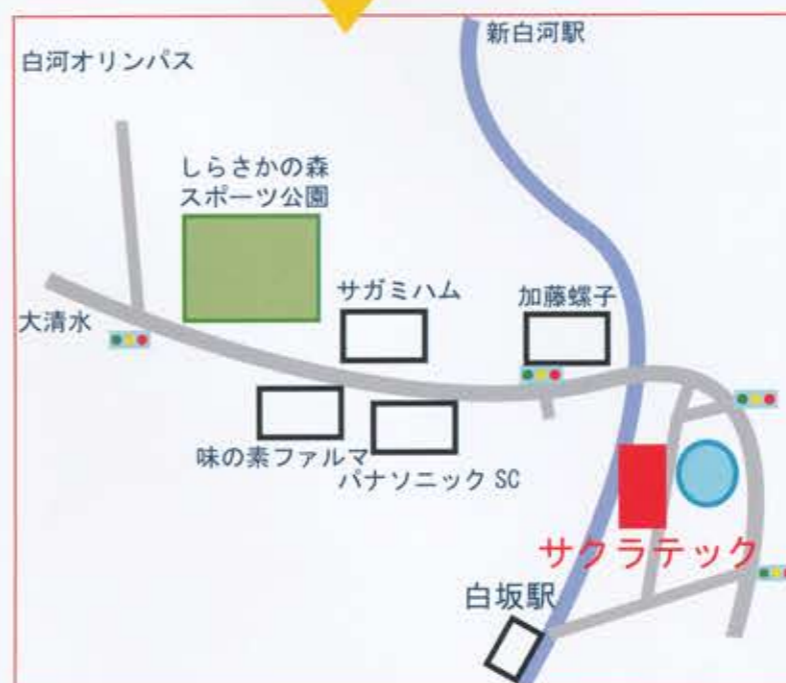 新白河駅
白河オリンパス
しらさかの森
スポーツ公園
サガミハム
加藤螺子
大清水
味の素ファルマ
パナソニック SC
サクラテック
白坂駅